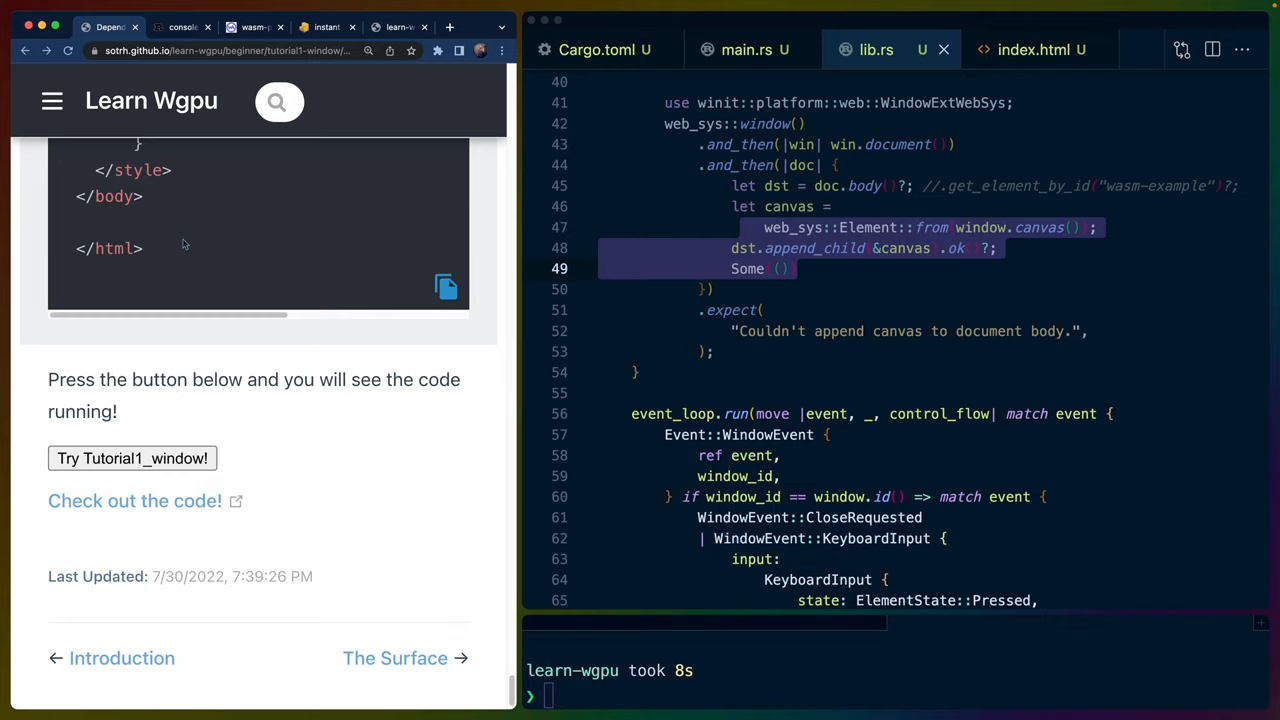 Depend
console
wasm-p
instant
learn-w
sotrh.github.io/learn-wgpu/beginner/tutorial1-window/...
Learn Wgpu
}
</style>
</body>
</html>
Press the button below and you will see the code
running!
Try Tutorial1_window!
Check out the code!
Last Updated: 7/30/2022, 7:39:26 PM
← Introduction
The Surface →
Cargo.toml U
main.rs U
lib.rs U
index.html U
40
41 use winit::platform::web::WindowExtWebSys;
42 web_sys::window()
43 .and_then(|win| win.document())
44 .and_then(|doc| {
45 let dst = doc.body()?; //.get_element_by_id("wasm-example")?;
46 let canvas =
47 web_sys::Element::from(window.canvas());
48 dst.append_child(&canvas).ok()?;
49 Some(())
50 })
51 .expect(
52 "Couldn't append canvas to document body.",
53 );
54 }
55
56 event_loop.run(move |event, _, control_flow| match event {
57 Event::WindowEvent {
58 ref event,
59 window_id,
60 } if window_id == window.id() => match event {
61 WindowEvent::CloseRequested
62 | WindowEvent::KeyboardInput {
63 input:
64 KeyboardInput {
65 state: ElementState::Pressed,
learn-wgpu took 8s
❯